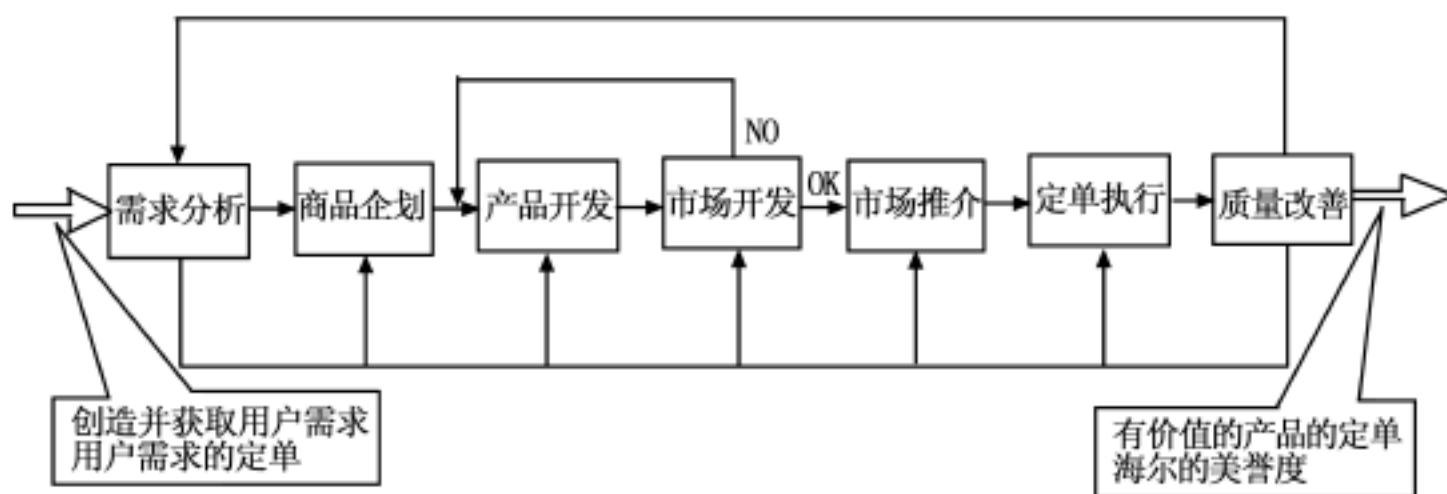 NO
需求分析
商品企划
产品开发
市场开发
OK
市场推介
定单执行
质量改善
创造并获取用户需求
用户需求的定单
有价值的产品的定单
海尔的美誉度